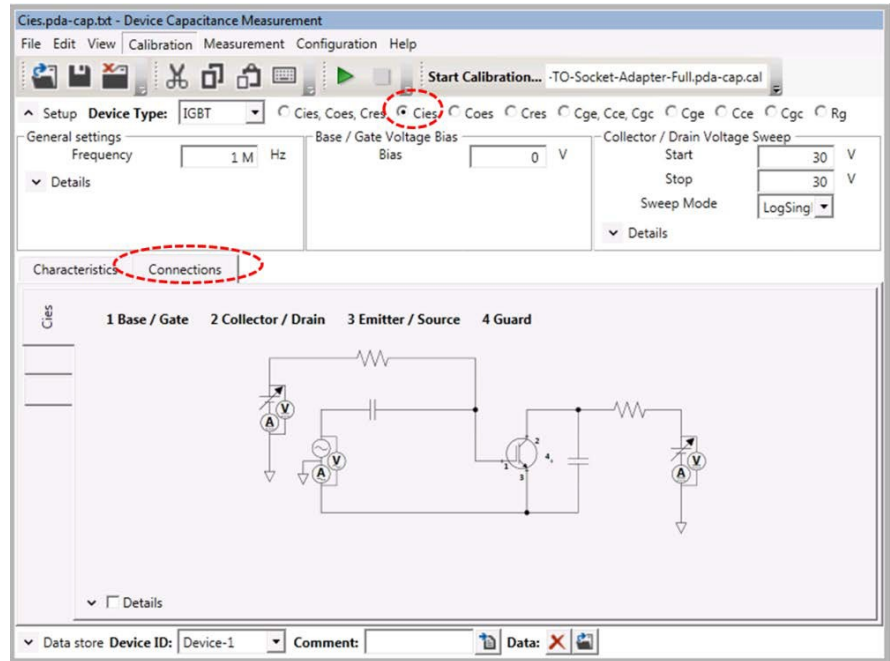 Cies.pda-cap.txt - Device Capacitance Measurement
File Edit View Calibration Measurement Configuration Help
Start Calibration... -TO-Socket-Adapter-Full.pda-cap.cal
Setup Device Type: IGBT Cies, Coes, Cres Cies Coes Cres Cge, Cce, Cgc Cge Cce Cgc Rg
General settings Base / Gate Voltage Bias Collector / Drain Voltage Sweep
Frequency 1 M Hz Bias 0 V Start 30 V
Details Stop 30 V
Sweep Mode LogSingl
Details
Characteristics Connections
Cies
1 Base / Gate 2 Collector / Drain 3 Emitter / Source 4 Guard
V
A
2
V
A
1
4,
3
V
A
Details
Data store Device ID: Device-1 Comment: Data: